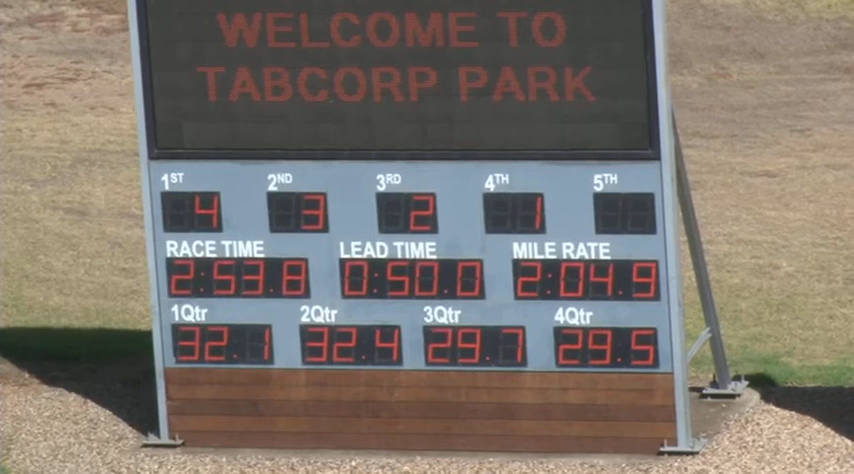 WELCOME TO
TABCORP PARK
1ST 2ND 3RD 4TH 5TH
4 3 2 1
RACE TIME LEAD TIME MILE RATE
2:53.8 0:50.0 2:04.9
1Qtr 2Qtr 3Qtr 4Qtr
32.1 32.4 29.7 29.5